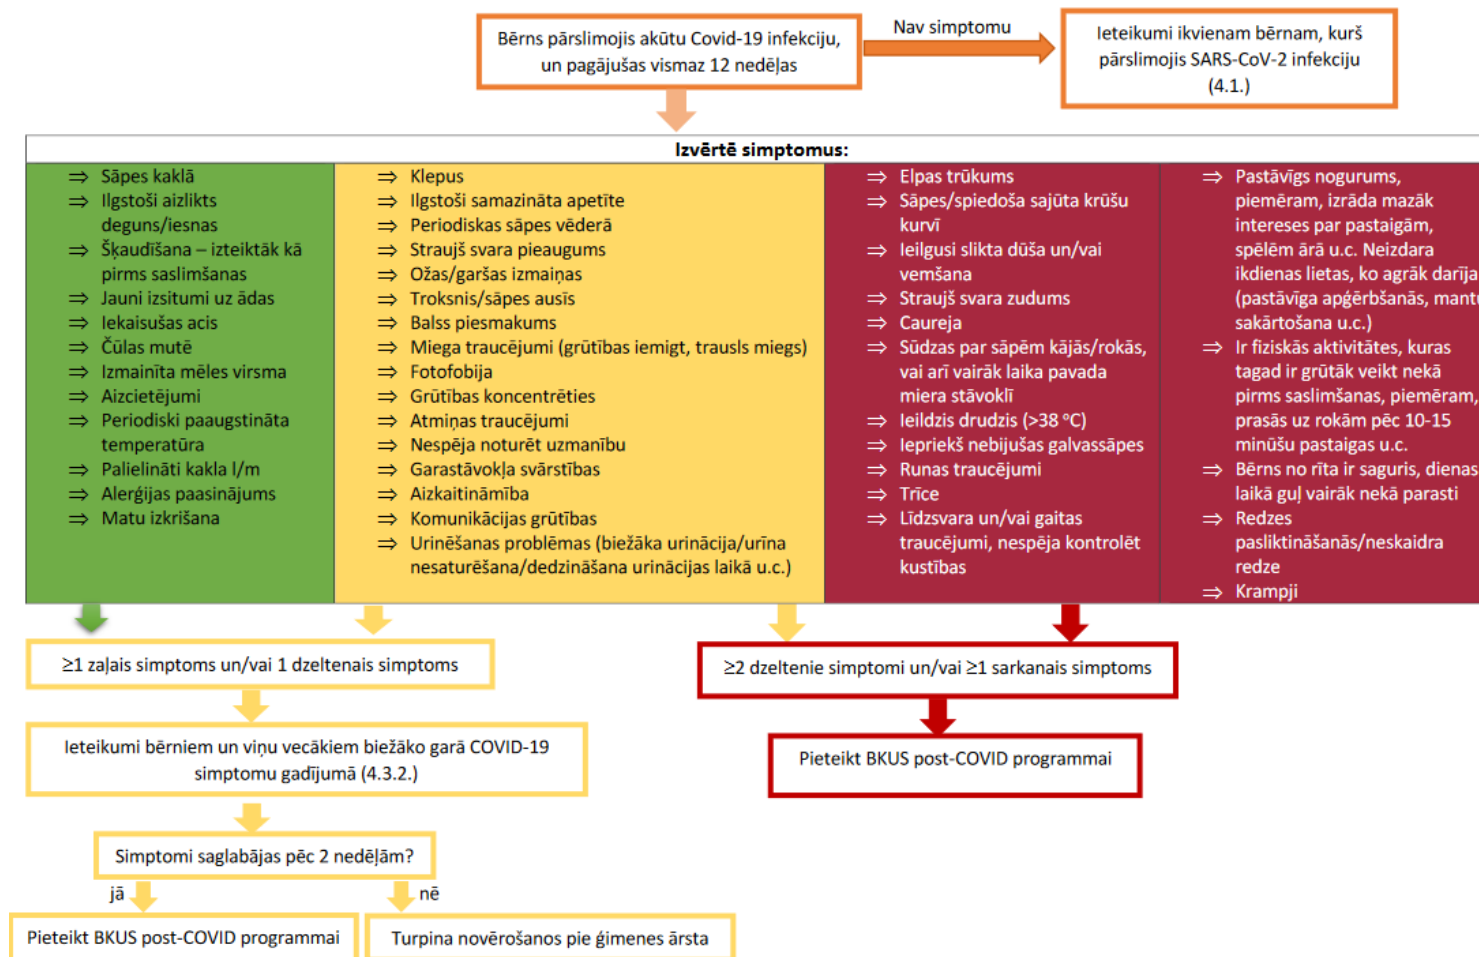 Bērns pārslimojis akūtu Covid-19 infekciju,
un pagājušas vismaz 12 nedēļas
Nav simptomu
Ieteikumi ikvienam bērnam, kurš
pārslimojis SARS-CoV-2 infekciju
(4.1.)
Izvērtē simptomus:
⇒ Sāpes kaklā
⇒ Ilgstoši aizlikts
deguns/iesnas
⇒ Šķaudīšana – izteiktāk kā
pirms saslimšanas
⇒ Jauni izsitumi uz ādas
⇒ Iekaisušas acis
⇒ Čūlas mutē
⇒ Izmainīta mēles virsma
⇒ Aizcietējumi
⇒ Periodiski paaugstināta
temperatūra
⇒ Palielināti kakla l/m
⇒ Alerģijas paasinājums
⇒ Matu izkrišana
⇒ Klepus
⇒ Ilgstoši samazināta apetīte
⇒ Periodiskas sāpes vēderā
⇒ Straujš svara pieaugums
⇒ Ožas/garšas izmaiņas
⇒ Troksnis/sāpes ausīs
⇒ Balss piesmakums
⇒ Miega traucējumi (grūtības iemigt, trausls miegs)
⇒ Fotofobija
⇒ Grūtības koncentrēties
⇒ Atmiņas traucējumi
⇒ Nespēja noturēt uzmanību
⇒ Garastāvokļa svārstības
⇒ Aizkaitināmība
⇒ Komunikācijas grūtības
⇒ Urinēšanas problēmas (biežāka urinācija/urīna
nesaturēšana/dedzināšana urinācijas laikā u.c.)
⇒ Elpas trūkums
⇒ Sāpes/spiedoša sajūta krūšu
kurvī
⇒ Ieilgusi slikta dūša un/vai
vemšana
⇒ Straujš svara zudums
⇒ Caureja
⇒ Sūdzas par sāpēm kājās/rokās,
vai arī vairāk laika pavada
miera stāvoklī
⇒ Ieildzis drudzis (>38 °C)
⇒ Iepriekš nebijušas galvassāpes
⇒ Runas traucējumi
⇒ Trīce
⇒ Līdzsvara un/vai gaitas
traucējumi, nespēja kontrolēt
kustības
⇒ Pastāvīgs nogurums,
piemēram, izrāda mazāk
intereses par pastaigām,
spēlēm ārā u.c. Neizdara
ikdienas lietas, ko agrāk darīja
(pastāvīga apģērbšanās, mantu
sakārtošana u.c.)
⇒ Ir fiziskās aktivitātes, kuras
tagad ir grūtāk veikt nekā
pirms saslimšanas, piemēram,
prasās uz rokām pēc 10-15
minūšu pastaigas u.c.
⇒ Bērns no rīta ir saguris, dienas
laikā guļ vairāk nekā parasti
⇒ Redzes
pasliktināšanās/neskaidra
redze
⇒ Krampji
≥1 zaļais simptoms un/vai 1 dzeltenais simptoms
≥2 dzeltenie simptomi un/vai ≥1 sarkanais simptoms
Ieteikumi bērniem un viņu vecākiem biežāko garā COVID-19
simptomu gadījumā (4.3.2.)
Pieteikt BKUS post-COVID programmai
Simptomi saglabājas pēc 2 nedēļām?
jā
nē
Pieteikt BKUS post-COVID programmai
Turpina novērošanos pie ģimenes ārsta